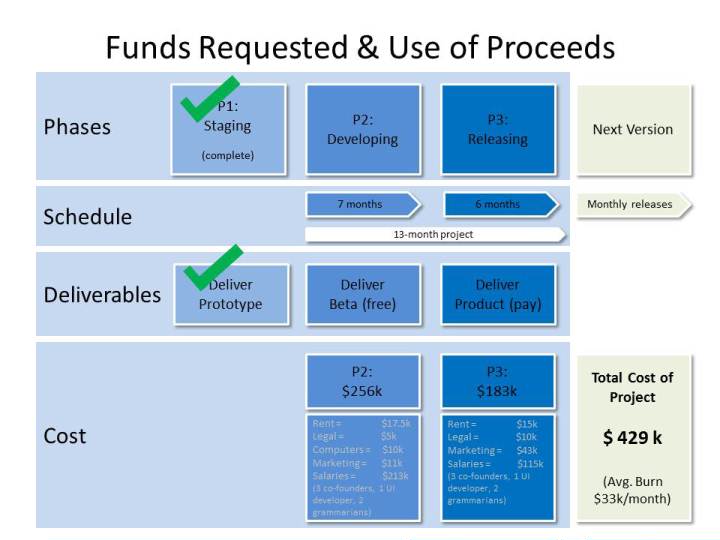 Funds Requested & Use of Proceeds
Phases
P1:
Staging
(complete)
P2:
Developing
P3:
Releasing
Next Version
Schedule
7 months
6 months
Monthly releases
13-month project
Deliverables
Deliver
Prototype
Deliver
Beta (free)
Deliver
Product (pay)
Cost
P2:
$256k
Rent = $17.5k
Legal = $5k
Computers = $10k
Marketing = $11k
Salaries = $213k
(3 co-founders, 1 UI
developer, 2
grammarians)
P3:
$183k
Rent = $15k
Legal = $10k
Marketing = $43k
Salaries = $115k
(3 co-founders, 1 UI
developer, 2
grammarians)
Total Cost of
Project
$ 429 k
(Avg. Burn
$33k/month)